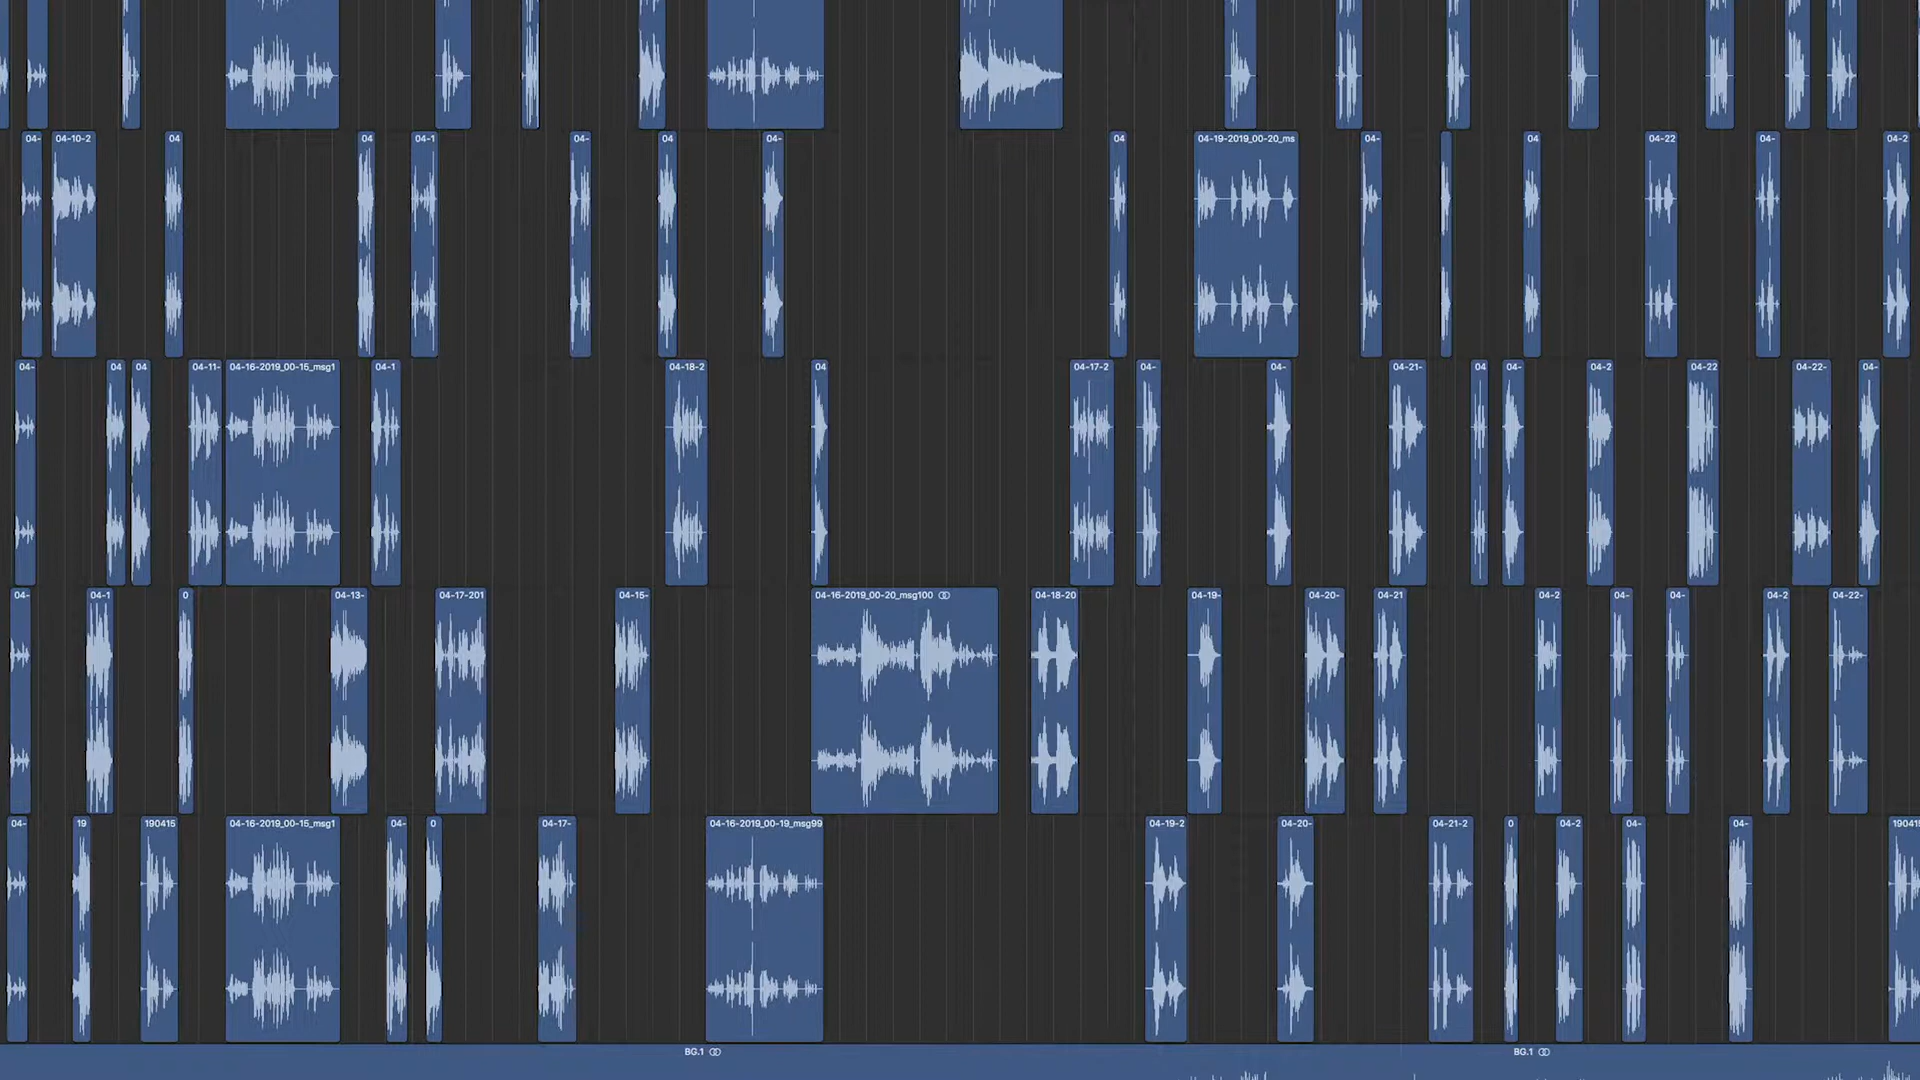 04- 04-10-2 04 04 04-1 04- 04 04- 04 04-19-2019_00-20_ms 04- 04 04-22 04- 04-2
04- 04 04 04-11- 04-16-2019_00-15_msg1 04-1 04-18-2 04 04-17-2 04- 04- 04-21- 04 04- 04-2 04-22 04-22- 04-
04- 04-1 0 04-13- 04-17-201 04-15- 04-16-2019_00-20_msg100 04-18-20 04-19- 04-20- 04-21 04-2 04- 04- 04-2 04-22-
04- 19 190415 04-16-2019_00-15_msg1 04- 0 04-17- 04-16-2019_00-19_msg99 04-19-2 04-20- 04-21-2 0 04-2 04- 04- 190415
BG.1 BG.1